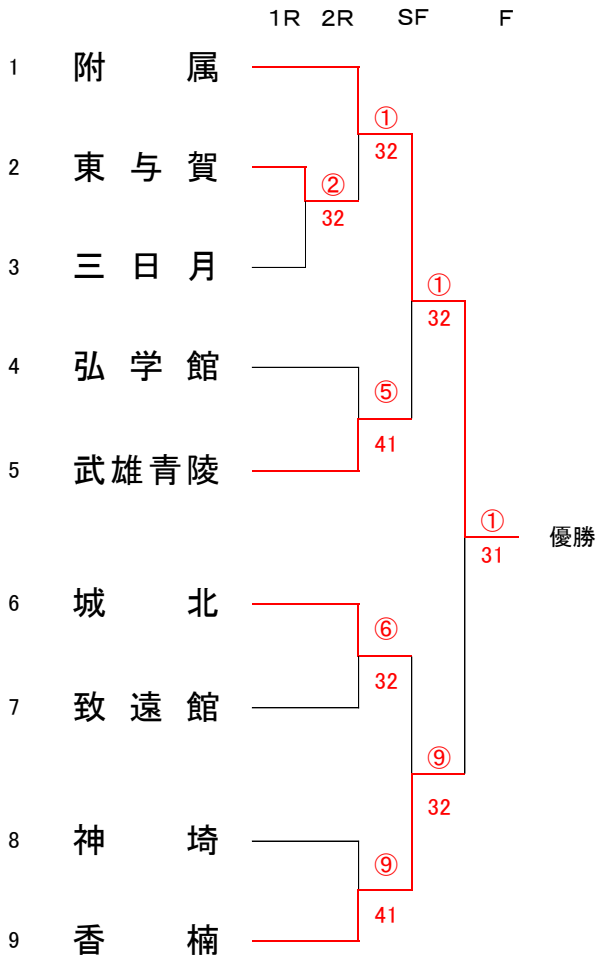 1R 2R SF F
1 附属
①
32
2 東与賀
②
32
3 三日月
①
32
4 弘学館
⑤
41
5 武雄青陵
①
31
優勝
6 城北
⑥
32
7 致遠館
⑨
32
8 神埼
⑨
41
9 香楠